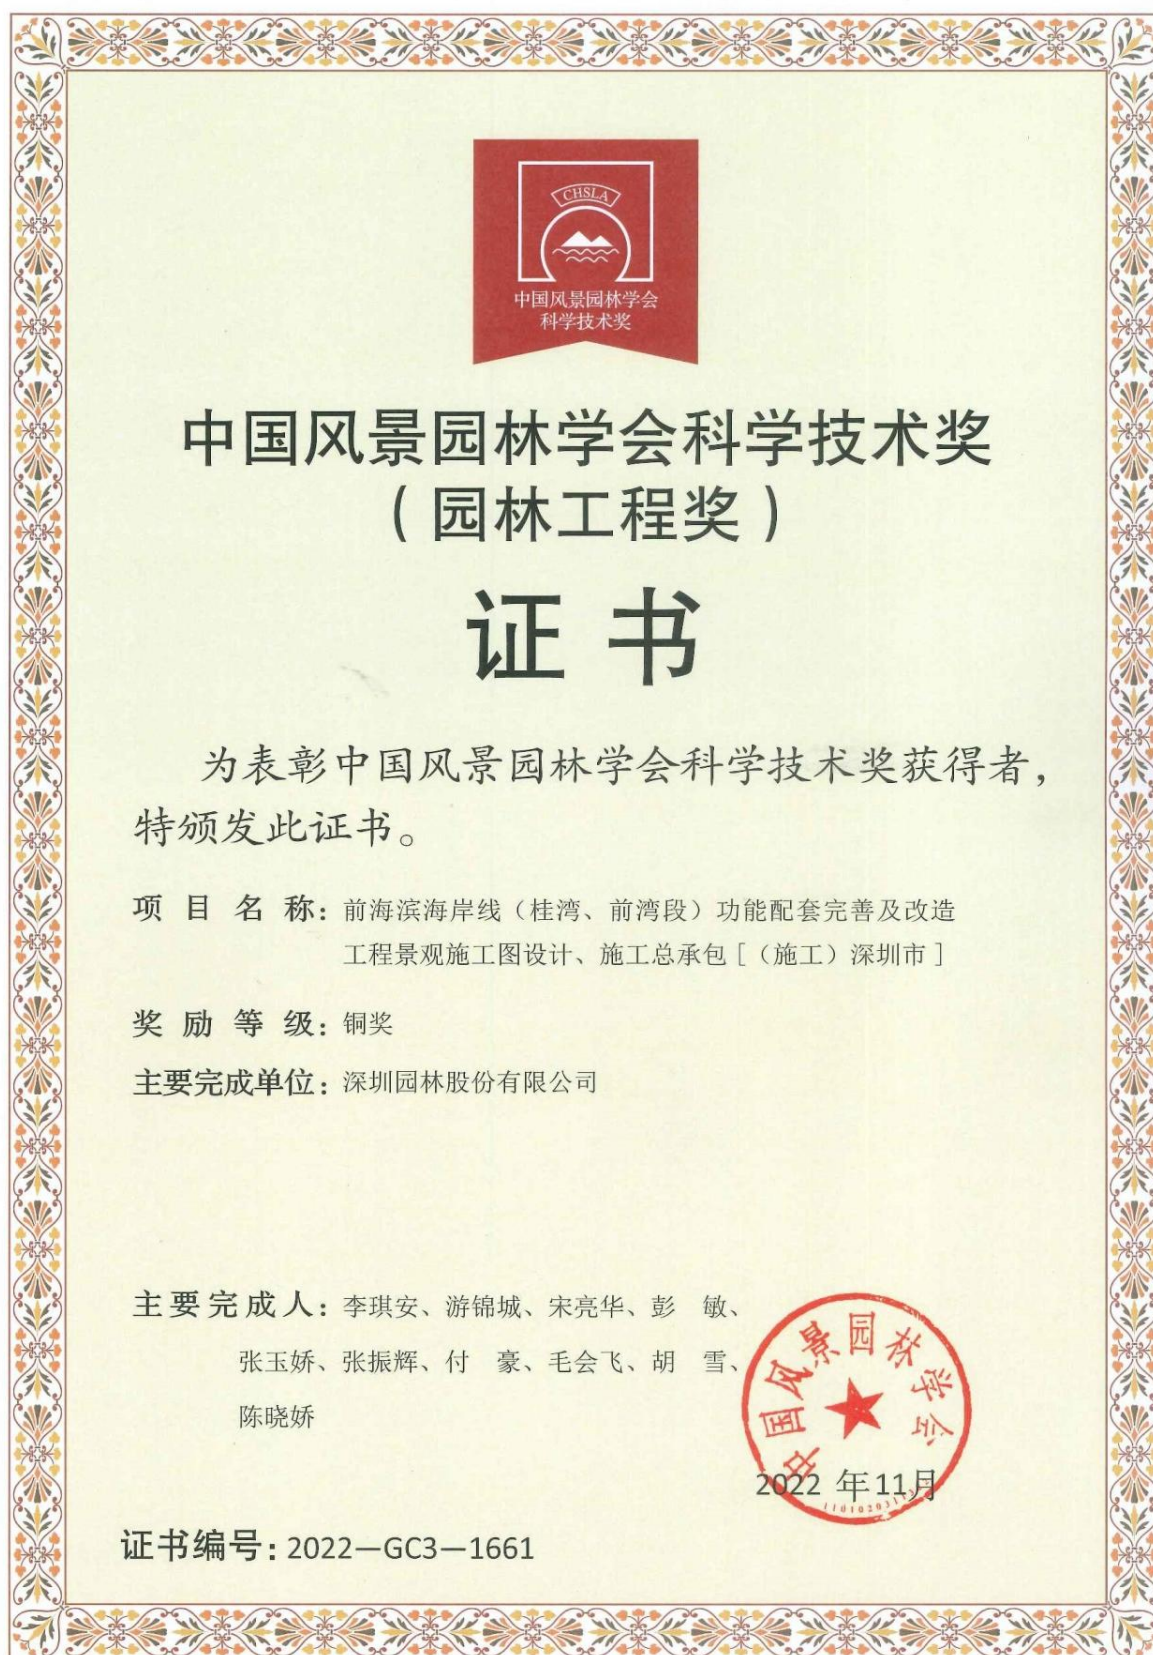 CHSLA
中国风景园林学会
科学技术奖
中国风景园林学会科学技术奖
（园林工程奖）
证书
为表彰中国风景园林学会科学技术奖获得者，
特颁发此证书。
项目名称：前海滨海岸线（桂湾、前湾段）功能配套完善及改造
工程景观施工图设计、施工总承包［（施工）深圳市］
奖励等级：铜奖
主要完成单位：深圳园林股份有限公司
主要完成人：李琪安、游锦城、宋亮华、彭　敏、
张玉娇、张振辉、付　豪、毛会飞、胡　雪、
陈晓娇
中国风景园林学会
2022 年11月
证书编号：2022—GC3—1661